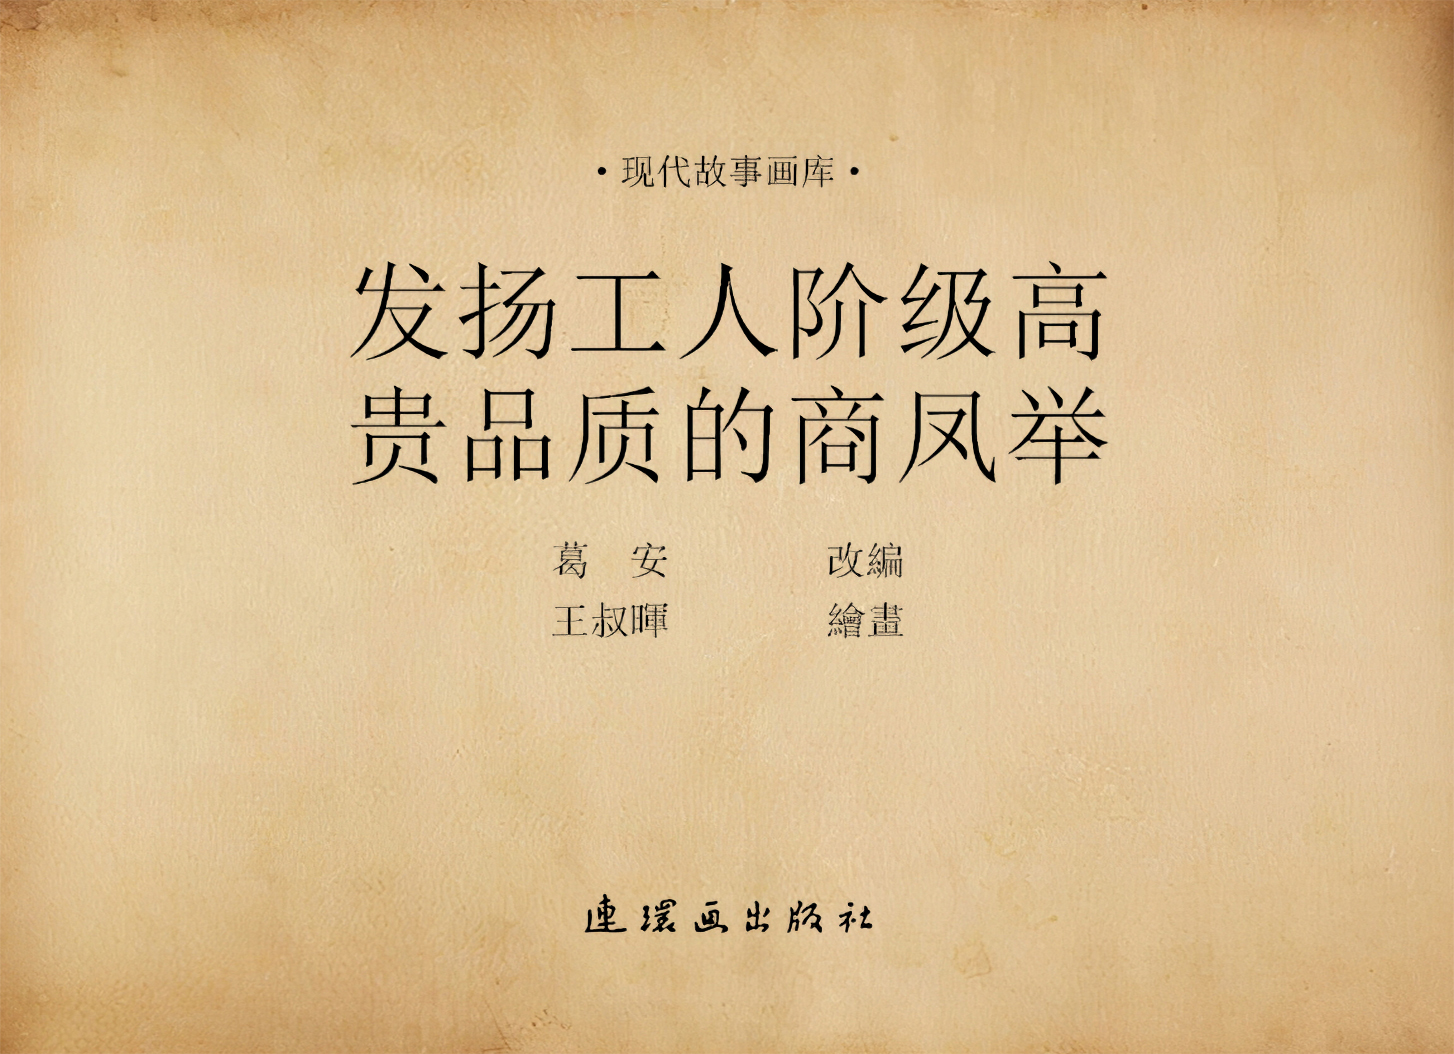 ·现代故事画库·
发扬工人阶级高
贵品质的商凤举
葛 安 改編
王叔暉 繪畫
連環画出版社